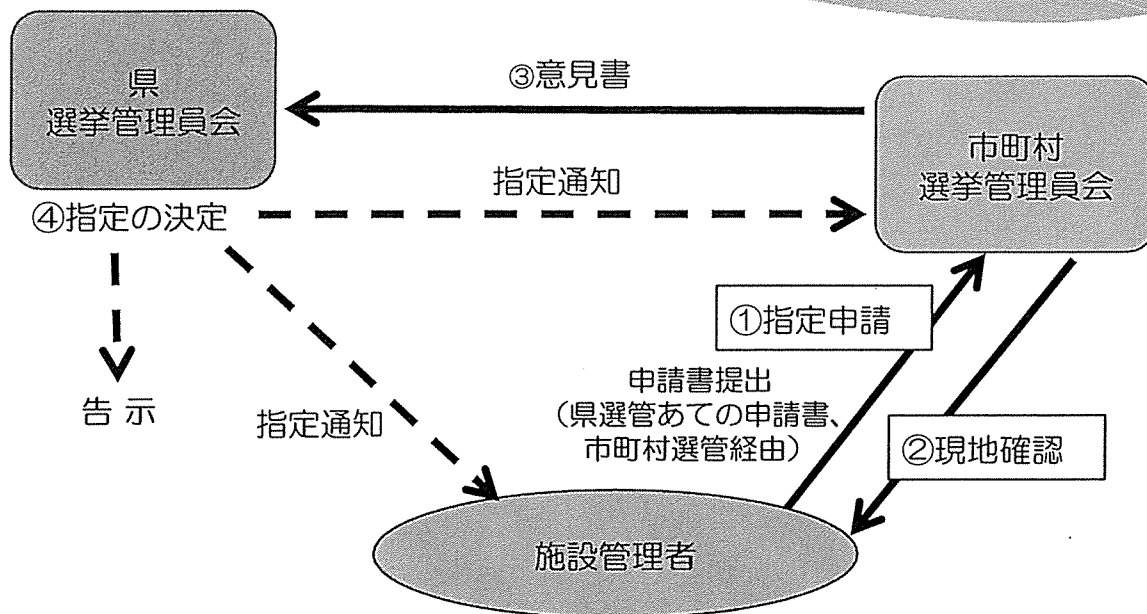 県
選挙管理員会
③意見書
市町村
選挙管理員会
指定通知
④指定の決定
①指定申請
申請書提出
（県選管あての申請書、
市町村選管経由）
告 示
指定通知
②現地確認
施設管理者